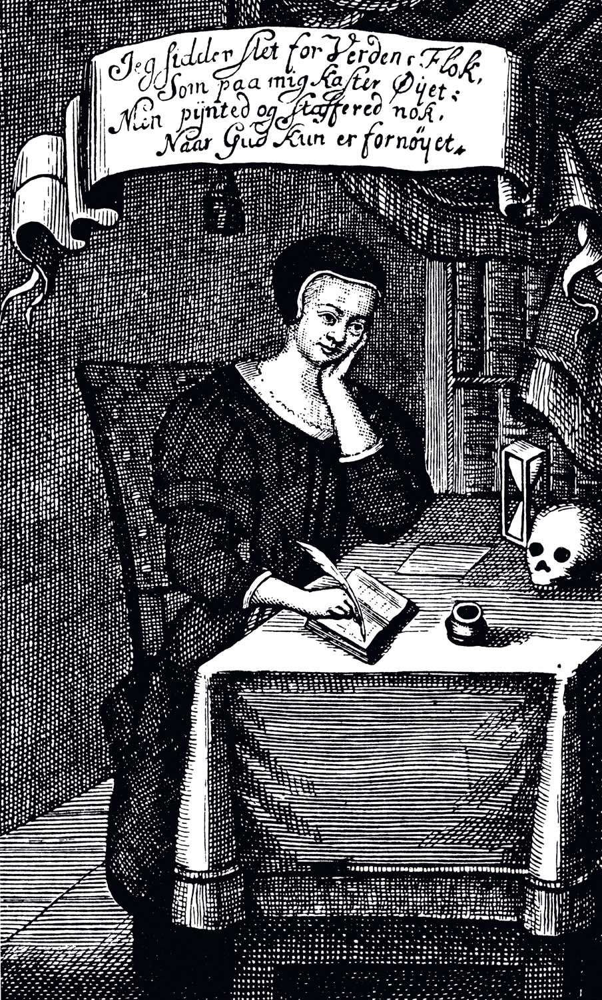 Jeg sidder slet for Verdens Flok,
Som paa mig kaster Øyet:
Men pijnted og staffered nok,
Naar Gud kun er fornöyet.